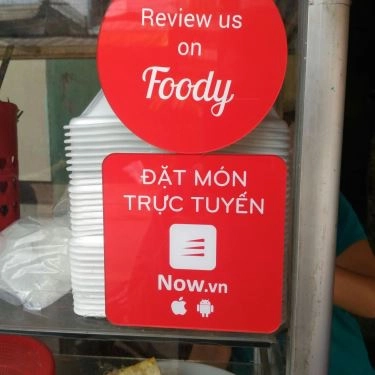 Review us
on
Foody
ĐẶT MÓN
TRỰC TUYẾN
Now.vn